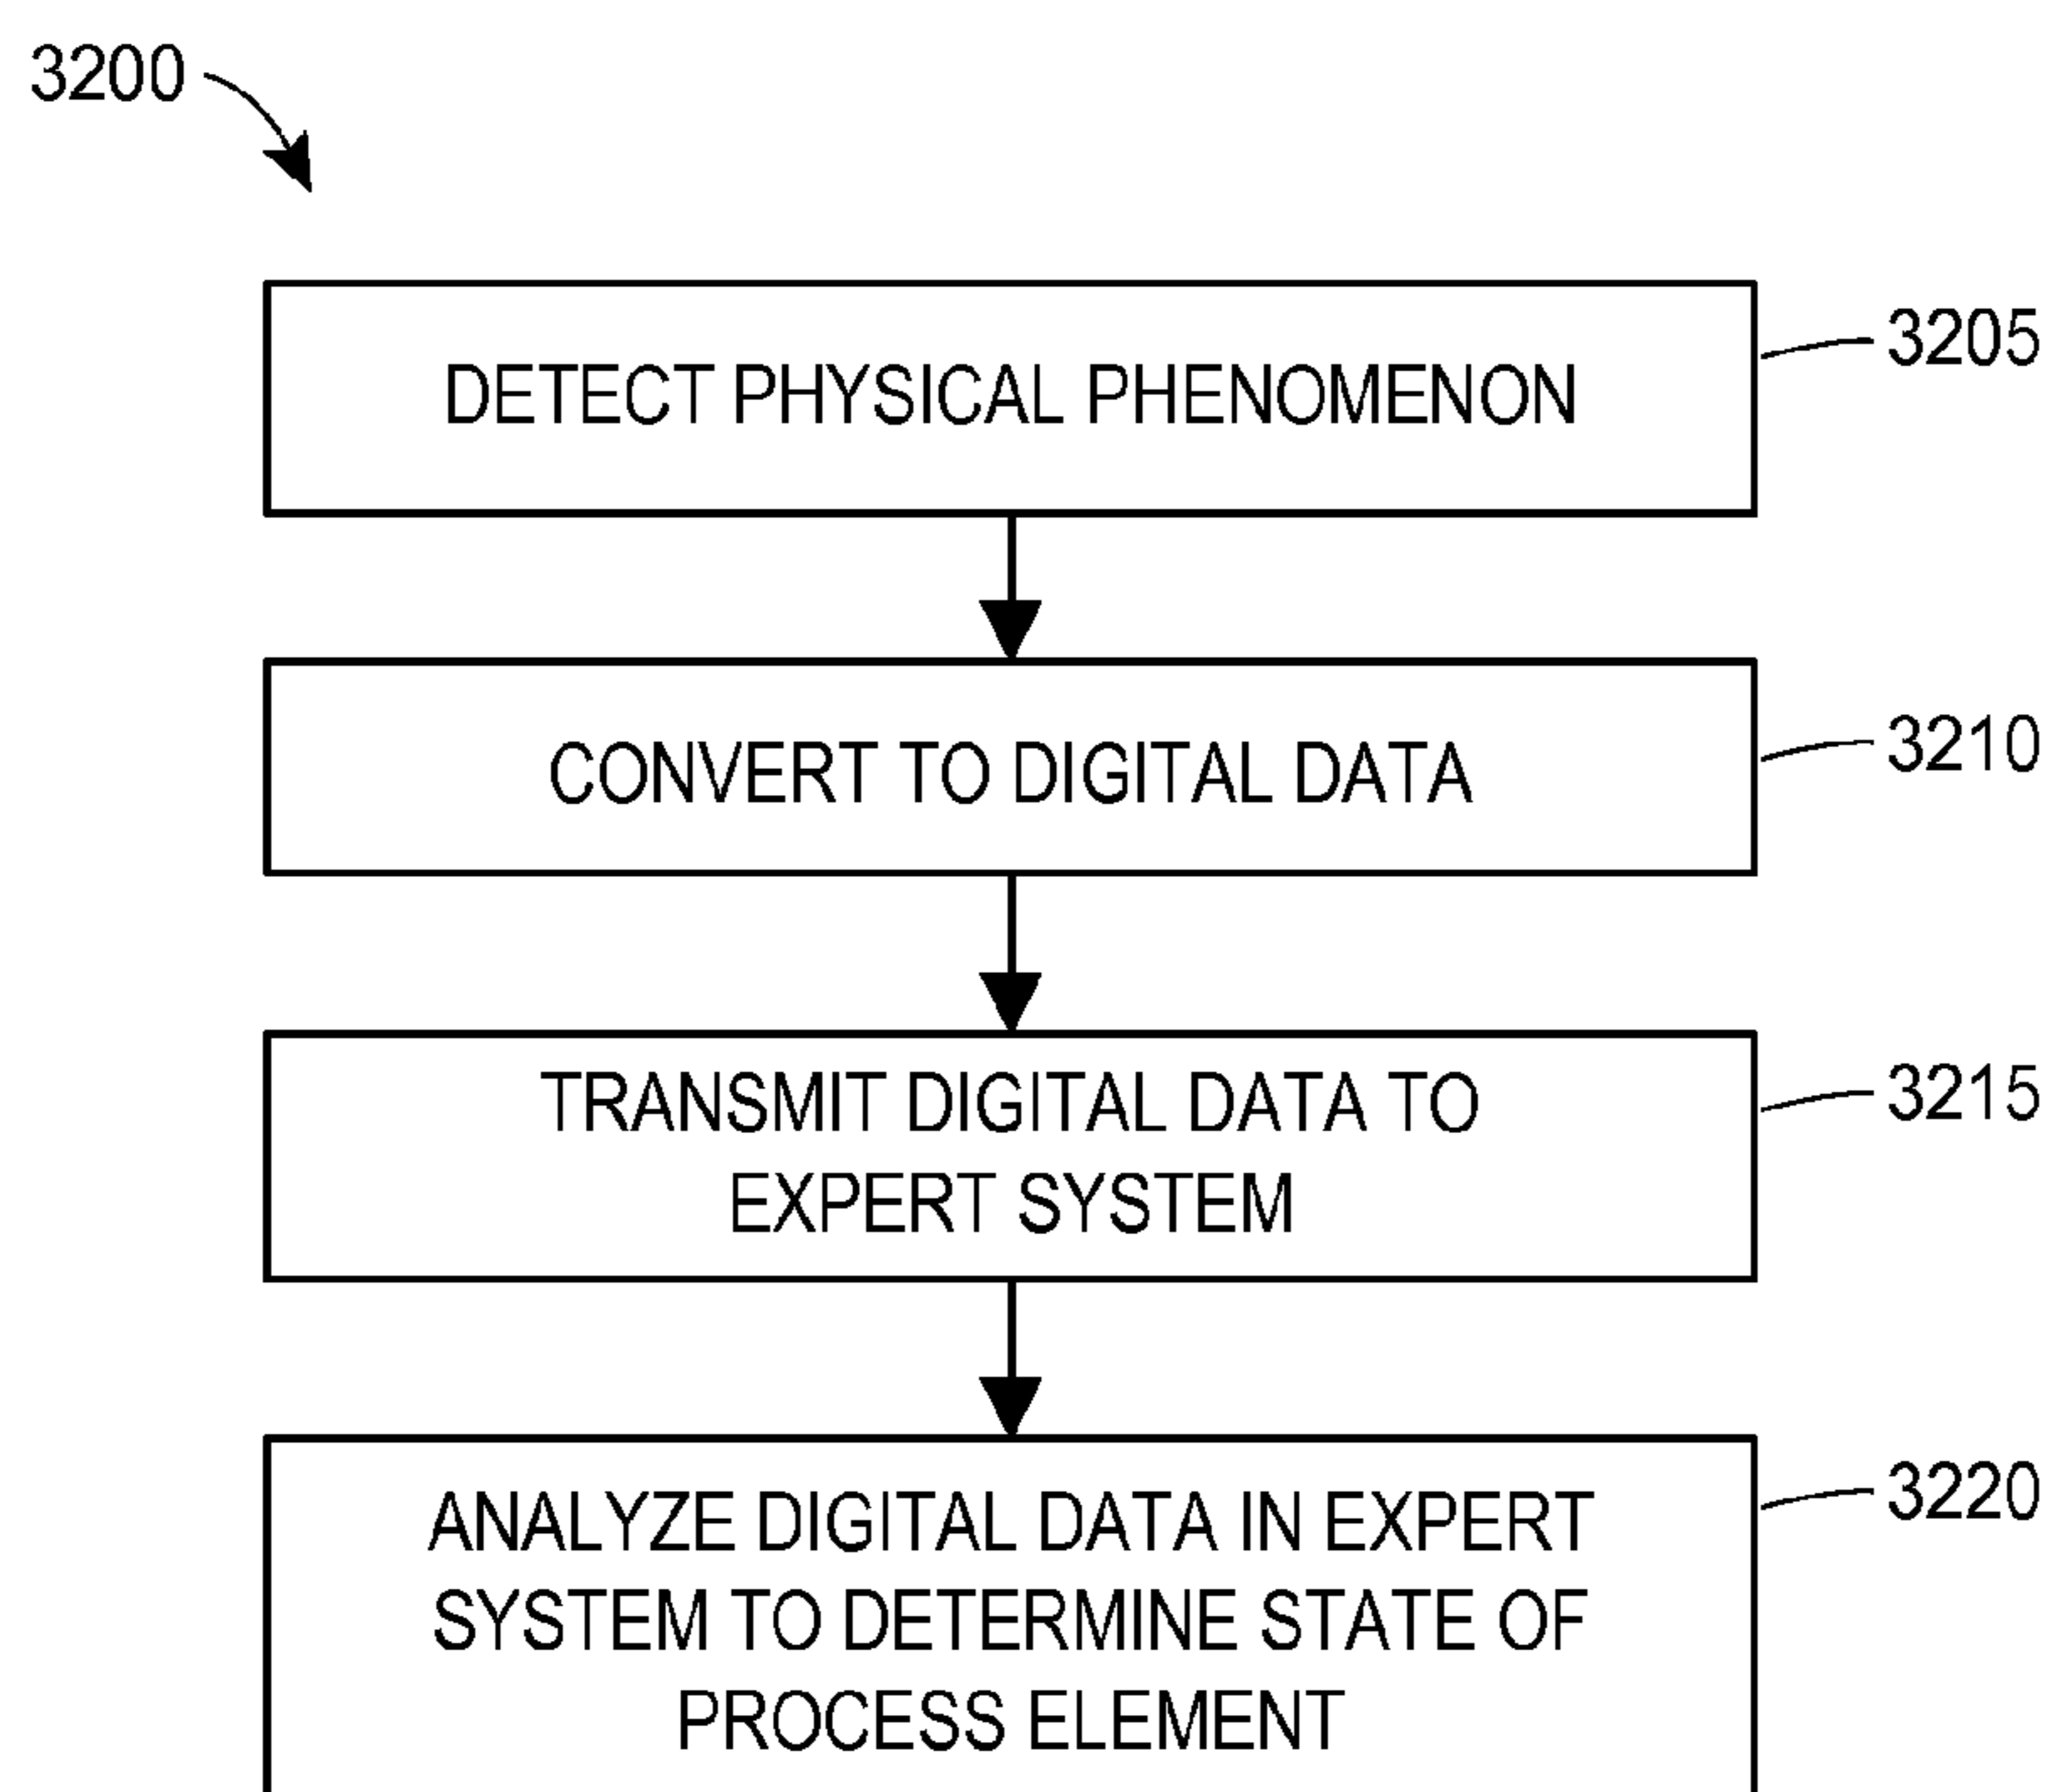 3200
DETECT PHYSICAL PHENOMENON
3205
CONVERT TO DIGITAL DATA
3210
TRANSMIT DIGITAL DATA TO
EXPERT SYSTEM
3215
ANALYZE DIGITAL DATA IN EXPERT
SYSTEM TO DETERMINE STATE OF
PROCESS ELEMENT
3220